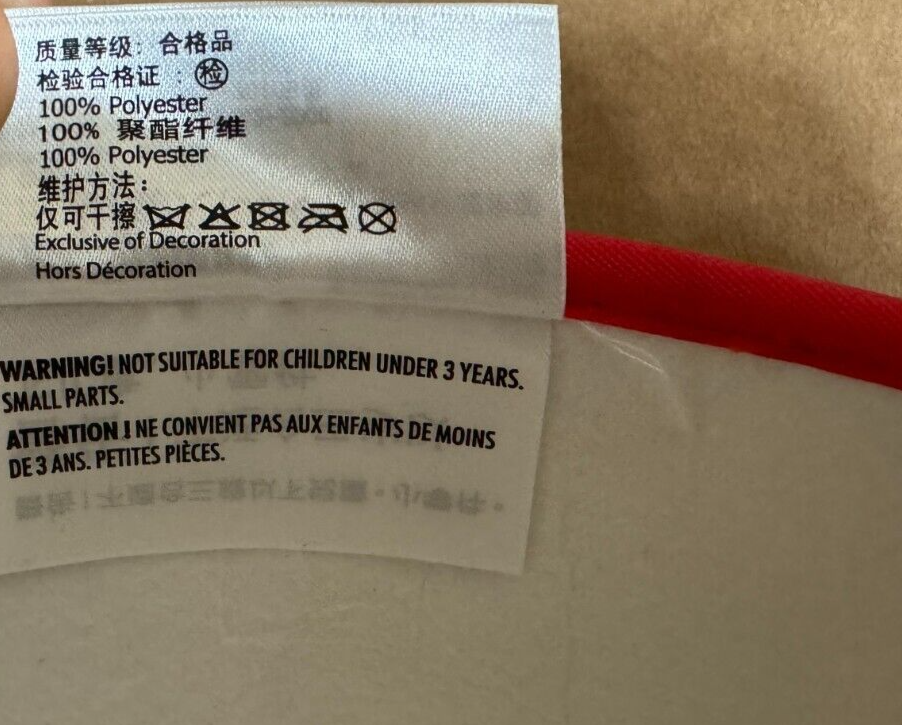 质量等级：合格品
检验合格证：检
100% Polyester
100% 聚酯纤维
100% Polyester
维护方法：
仅可干擦
Exclusive of Decoration
Hors Décoration
WARNING! NOT SUITABLE FOR CHILDREN UNDER 3 YEARS.
SMALL PARTS.
ATTENTION ! NE CONVIENT PAS AUX ENFANTS DE MOINS
DE 3 ANS. PETITES PIÈCES.